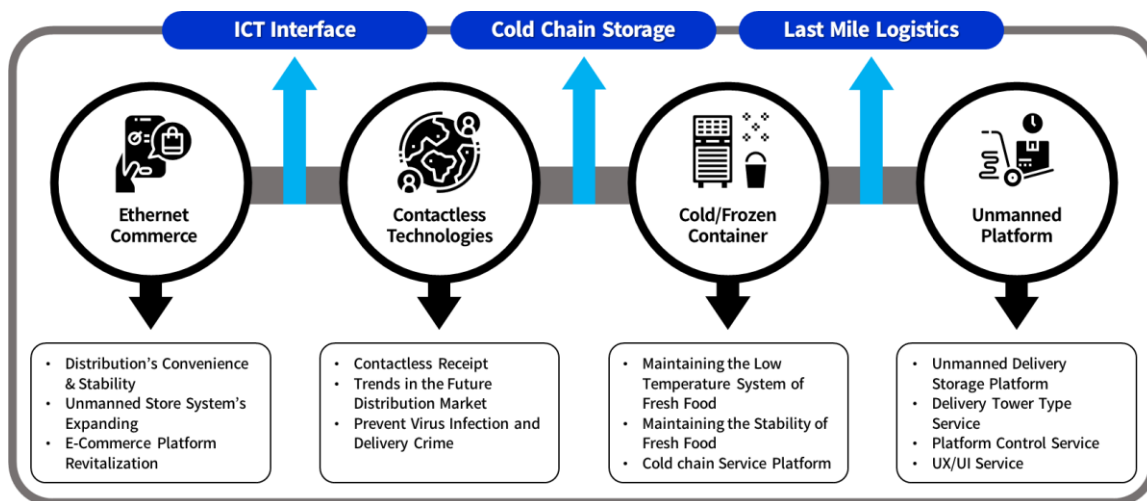 ICT Interface
Cold Chain Storage
Last Mile Logistics
Ethernet
Commerce
Contactless
Technologies
Cold/Frozen
Container
Unmanned
Platform
• Distribution's Convenience
& Stability
• Unmanned Store System's
Expanding
• E-Commerce Platform
Revitalization
• Contactless Receipt
• Trends in the Future
Distribution Market
• Prevent Virus Infection and
Delivery Crime
• Maintaining the Low
Temperature System of
Fresh Food
• Maintaining the Stability of
Fresh Food
• Cold chain Service Platform
• Unmanned Delivery
Storage Platform
• Delivery Tower Type
Service
• Platform Control Service
• UX/UI Service